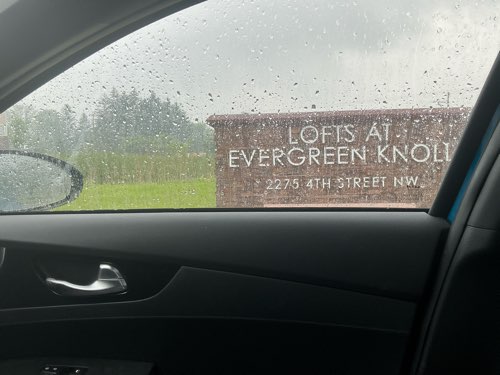 LOFTS AT
EVERGREEN KNOLL
2275 4TH STREET NW